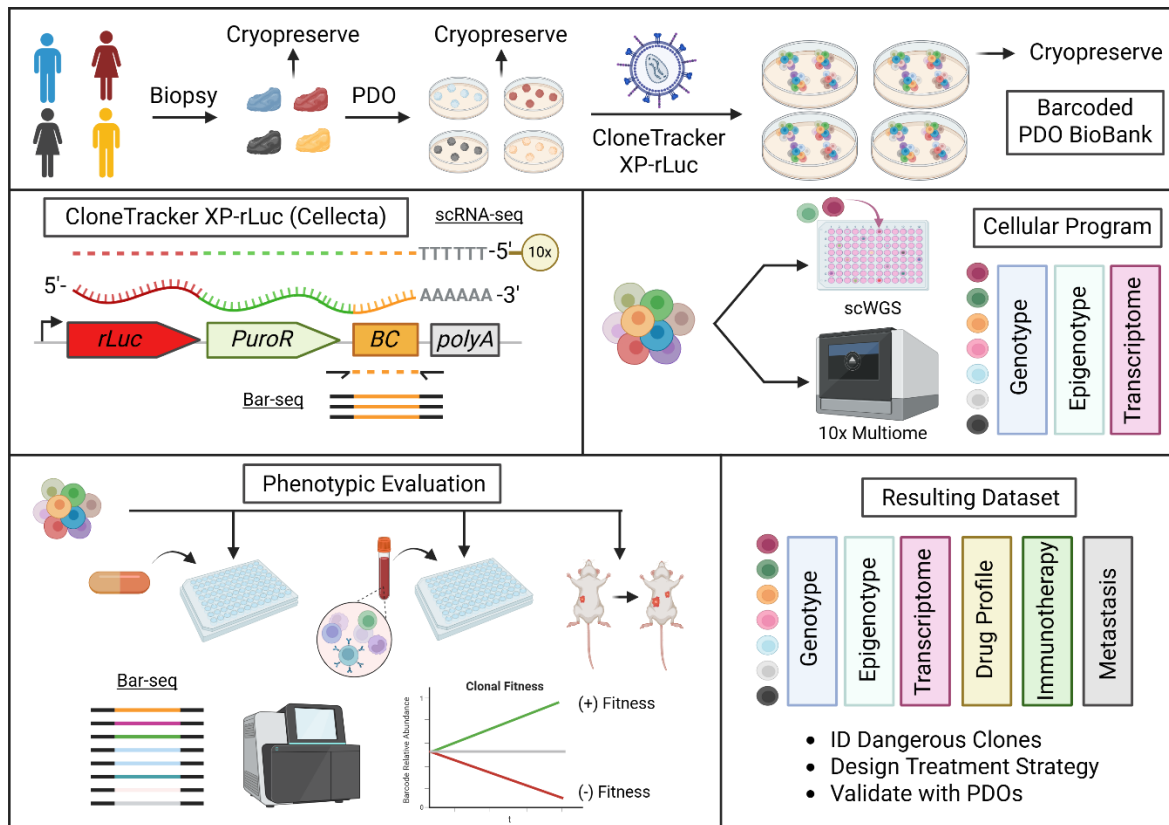 Cryopreserve
Cryopreserve
Biopsy
PDO
CloneTracker
XP-rLuc
Cryopreserve
Barcoded
PDO BioBank
CloneTracker XP-rLuc (Cellecta)
scRNA-seq
TTTTTT-5'
10x
5'-
AAAAAA-3'
rLuc
PuroR
BC
polyA
Bar-seq
scWGS
10x Multiome
Cellular Program
Genotype
Epigenotype
Transcriptome
Phenotypic Evaluation
Bar-seq
Clonal Fitness
Barcode Relative Abundance
1
0
t
(+) Fitness
(-) Fitness
Resulting Dataset
Genotype
Epigenotype
Transcriptome
Drug Profile
Immunotherapy
Metastasis
• ID Dangerous Clones
• Design Treatment Strategy
• Validate with PDOs